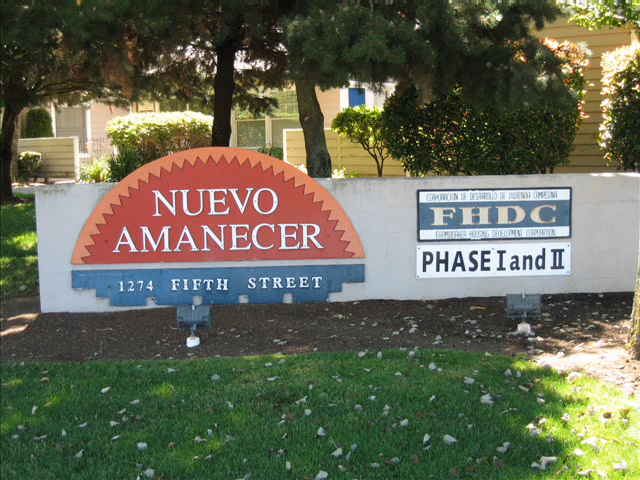 NUEVO
AMANECER
1274 FIFTH STREET
CORPORACION DE DESARROLLO DE VIVIENDA CAMPESINA
FHDC
FARMWORKER HOUSING DEVELOPMENT CORPORATION
PHASE I and II